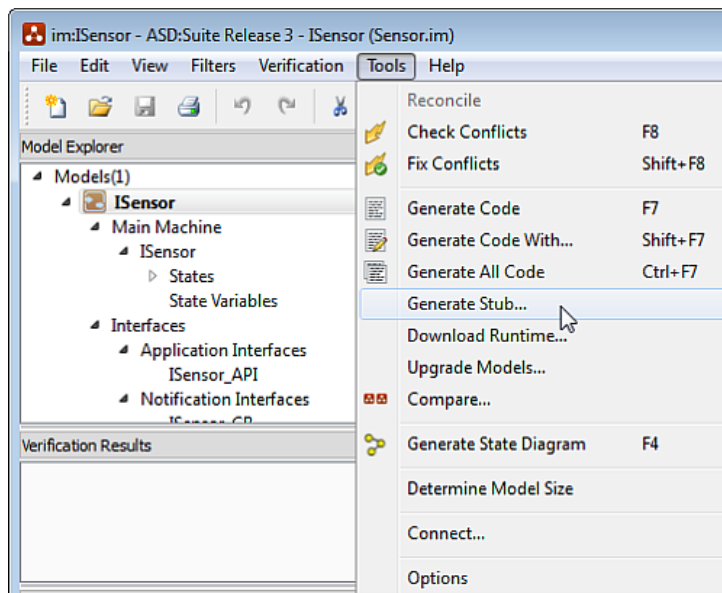 im:ISensor - ASD:Suite Release 3 - ISensor (Sensor.im)
File Edit View Filters Verification Tools Help
Model Explorer
Models(1)
ISensor
Main Machine
ISensor
States
State Variables
Interfaces
Application Interfaces
ISensor_API
Notification Interfaces
Verification Results
Reconcile
Check Conflicts F8
Fix Conflicts Shift+F8
Generate Code F7
Generate Code With... Shift+F7
Generate All Code Ctrl+F7
Generate Stub...
Download Runtime...
Upgrade Models...
Compare...
Generate State Diagram F4
Determine Model Size
Connect...
Options